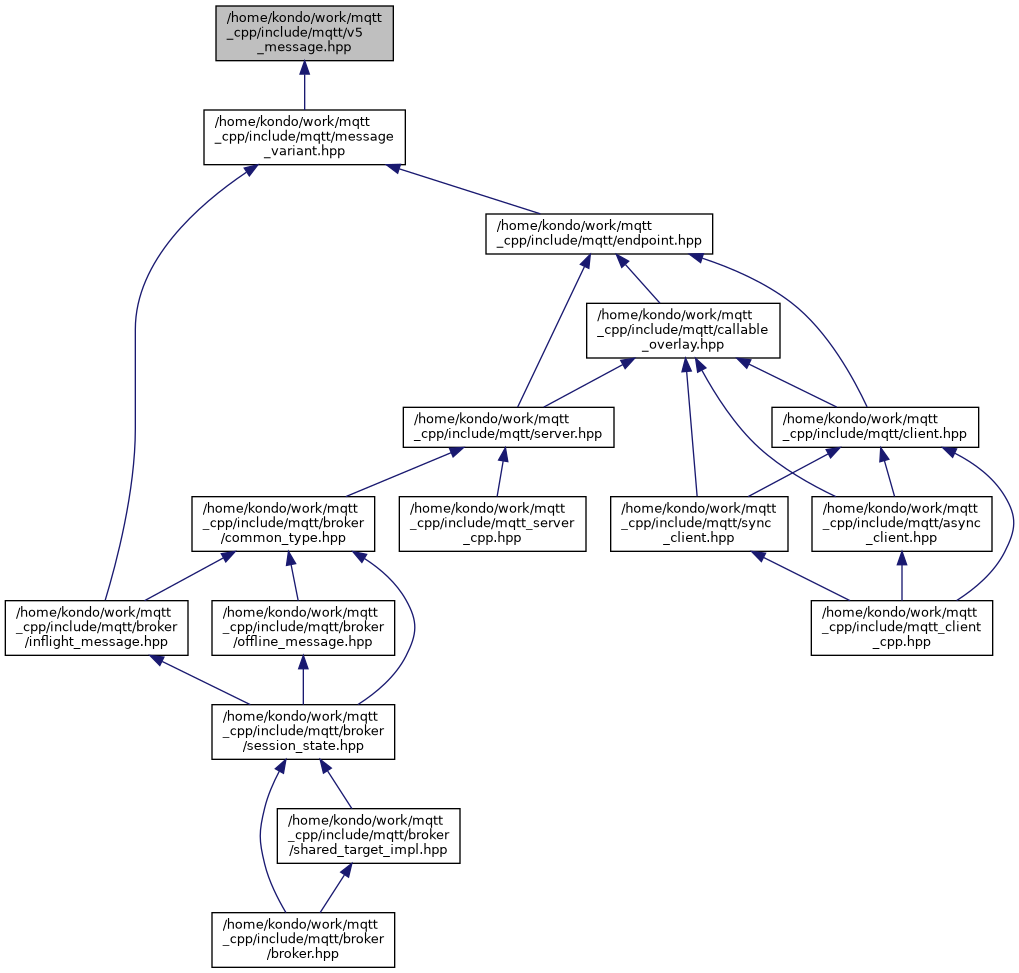 /home/kondo/work/mqtt
_cpp/include/mqtt/v5
_message.hpp
/home/kondo/work/mqtt
_cpp/include/mqtt/message
_variant.hpp
/home/kondo/work/mqtt
_cpp/include/mqtt/endpoint.hpp
/home/kondo/work/mqtt
_cpp/include/mqtt/callable
_overlay.hpp
/home/kondo/work/mqtt
_cpp/include/mqtt/server.hpp
/home/kondo/work/mqtt
_cpp/include/mqtt/client.hpp
/home/kondo/work/mqtt
_cpp/include/mqtt/broker
/common_type.hpp
/home/kondo/work/mqtt
_cpp/include/mqtt_server
_cpp.hpp
/home/kondo/work/mqtt
_cpp/include/mqtt/sync
_client.hpp
/home/kondo/work/mqtt
_cpp/include/mqtt/async
_client.hpp
/home/kondo/work/mqtt
_cpp/include/mqtt/broker
/inflight_message.hpp
/home/kondo/work/mqtt
_cpp/include/mqtt/broker
/offline_message.hpp
/home/kondo/work/mqtt
_cpp/include/mqtt_client
_cpp.hpp
/home/kondo/work/mqtt
_cpp/include/mqtt/broker
/session_state.hpp
/home/kondo/work/mqtt
_cpp/include/mqtt/broker
/shared_target_impl.hpp
/home/kondo/work/mqtt
_cpp/include/mqtt/broker
/broker.hpp